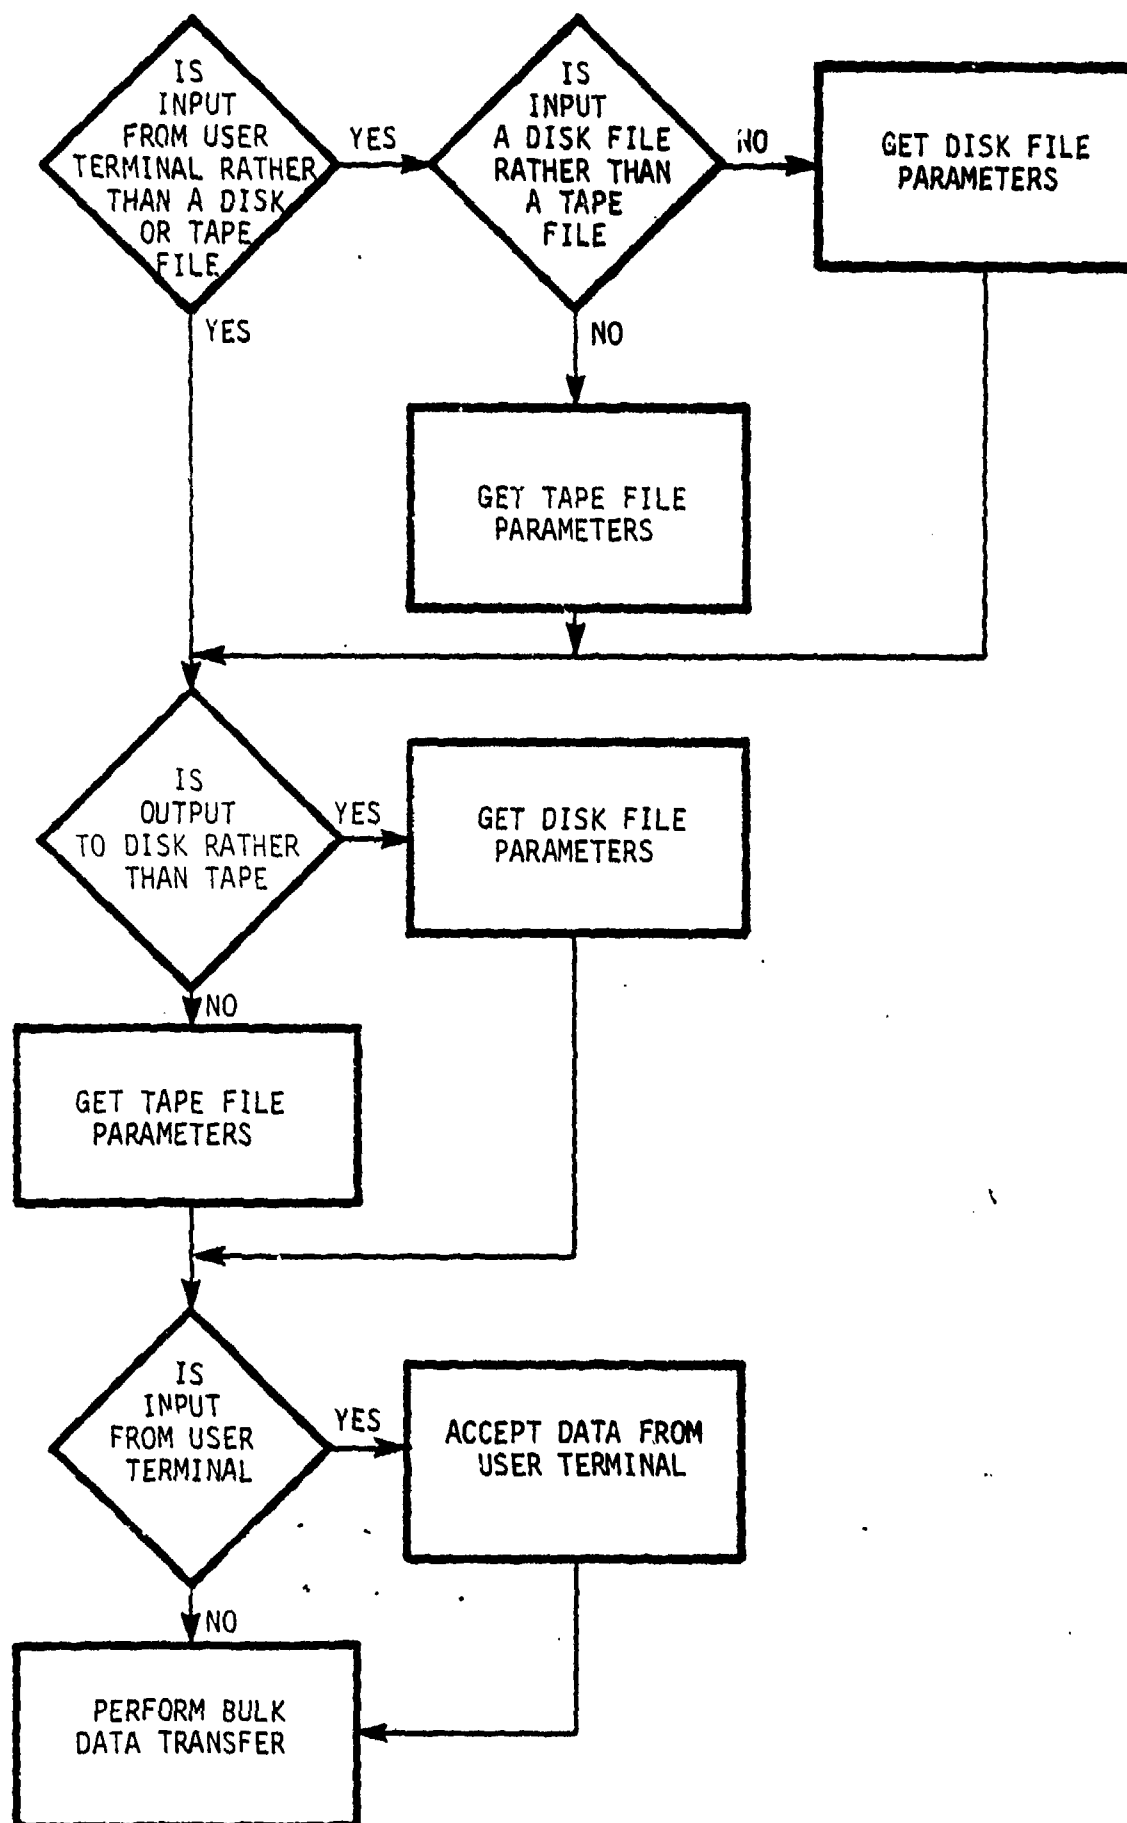 IS
INPUT
FROM USER
TERMINAL RATHER
THAN A DISK
OR TAPE
FILE
YES
YES
IS
INPUT
A DISK FILE
RATHER THAN
A TAPE
FILE
NO
NO
GET DISK FILE
PARAMETERS
GET TAPE FILE
PARAMETERS
IS
OUTPUT
TO DISK RATHER
THAN TAPE
YES
NO
GET DISK FILE
PARAMETERS
GET TAPE FILE
PARAMETERS
IS
INPUT
FROM USER
TERMINAL
YES
NO
ACCEPT DATA FROM
USER TERMINAL
PERFORM BULK
DATA TRANSFER